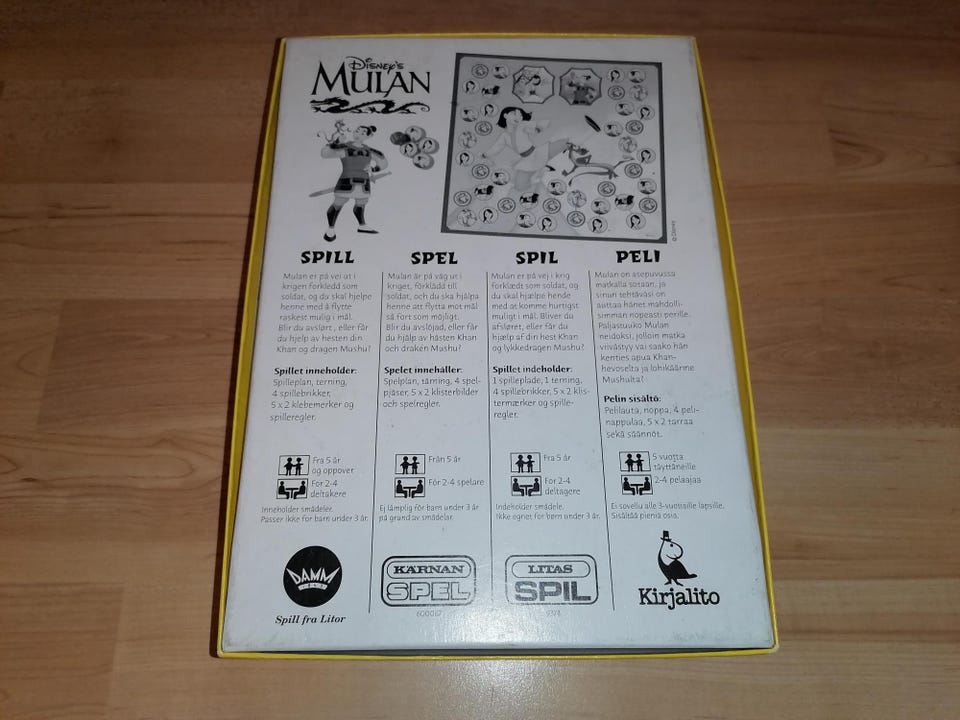 Disney's
MULAN
© Disney
SPILL
Mulan er på vei ut i
krigen forkledd som
soldat, og du skal hjelpe
henne med å flytte
raskest mulig i mål.
Blir du avslørt, eller får
du hjelp av hesten din
Khan og dragen Mushu?
Spillet inneholder:
Spilleplan, terning,
4 spillebrikker,
5 x 2 klebemerker og
spilleregler.
Fra 5 år
og oppover
For 2-4
deltakere
Inneholder smådeler.
Passer ikke for barn under 3 år.
DAMM
1843
Spill fra Litor
SPEL
Mulan är på väg ut i
kriget, förklädd till
soldat, och du ska hjälpa
henne att flytta mot mål
så fort som möjligt.
Blir du avslöjad, eller får
du hjälp av hästen Khan
och draken Mushu?
Spelet innehåller:
Spelplan, tärning, 4 spel-
pjäser, 5 x 2 klisterbilder
och spelregler.
Från 5 år
För 2-4 spelare
Ej lämplig för barn under 3 år
på grund av smådelar.
KÄRNAN
SPEL
600067
SPIL
Mulan er på vej i krig
forklædt som soldat, og
du skal hjælpe hende
med at komme hurtigst
muligt i mål. Bliver du
afsløret, eller får du
hjælp af din hest Khan
og lykkedragen Mushu?
Spillet indeholder:
1 spilleplade, 1 terning,
4 spillebrikker, 5 x 2 klis-
termærker og spille-
regler.
Fra 5 år
For 2-4
deltagere
Indeholder smådele.
Ikke egnet for børn under 3 år.
LITAS
SPIL
9374
PELI
Mulan on asepuvussa
matkalla sotaan, ja
sinun tehtäväsi on
auttaa hänet mahdolli-
simman nopeasti perille.
Paljastuuko Mulan
neidoksi, jolloin matka
viivästyy vai saako hän
kenties apua Khan-
hevoselta ja lohikäärme
Mushulta?
Pelin sisältö:
Pelilauta, noppa, 4 peli-
nappulaa, 5 x 2 tarraa
sekä säännöt.
5 vuotta
täyttäneille
2-4 pelaajaa
Ei sovellu alle 3-vuotiaille lapsille.
Sisältää pieniä osia.
Kirjalito